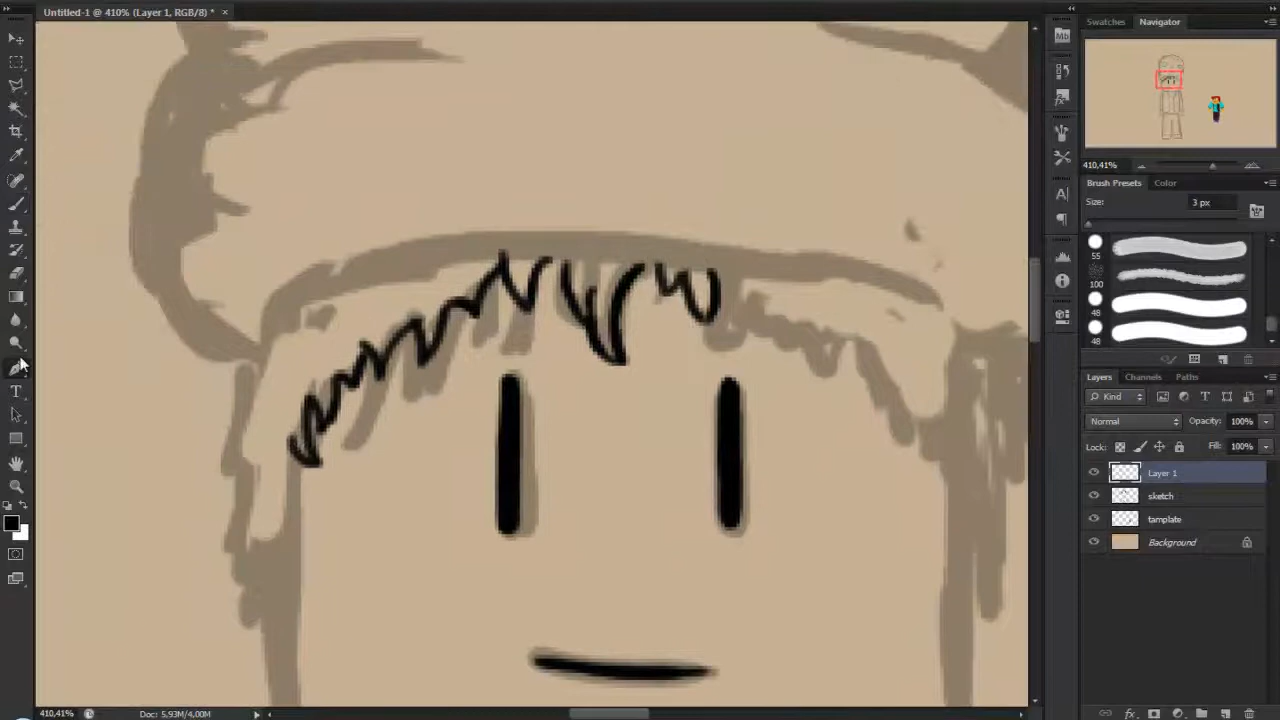 Untitled-1 @ 410% (Layer 1, RGB/8) * ×
Swatches Navigator
410,41%
Brush Presets Color
Size: 3 px
55
100
48
48
Layers Channels Paths
Kind
Normal Opacity: 100%
Lock: Fill: 100%
Layer 1
sketch
tamplate
Background
410,41% Doc: 5,93M/4,00M